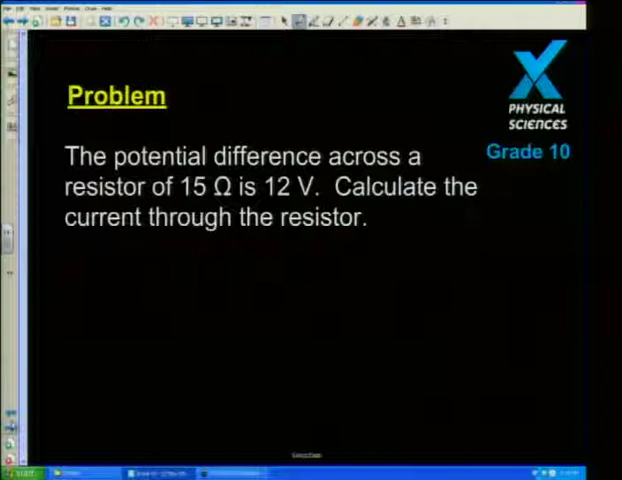 Problem
PHYSICAL
SCIENCES
Grade 10
The potential difference across a
resistor of 15 Ω is 12 V. Calculate the
current through the resistor.